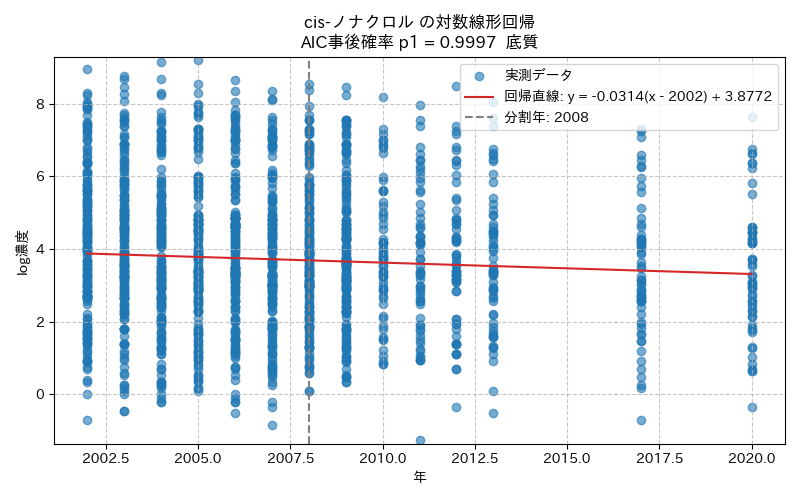 cis-ノナクロル の対数線形回帰
AIC事後確率 p1 = 0.9997  底質
実測データ
回帰直線: y = -0.0314(x - 2002) + 3.8772
分割年: 2008
log濃度
8
6
4
2
0
2002.5 2005.0 2007.5 2010.0 2012.5 2015.0 2017.5 2020.0
年